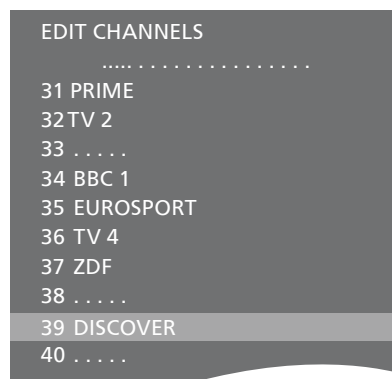 EDIT CHANNELS
..... . . . . . . . . . . . . . . .
31 PRIME
32 TV 2
33 . . . . .
34 BBC 1
35 EUROSPORT
36 TV 4
37 ZDF
38 . . . . .
39 DISCOVER
40 . . . . .